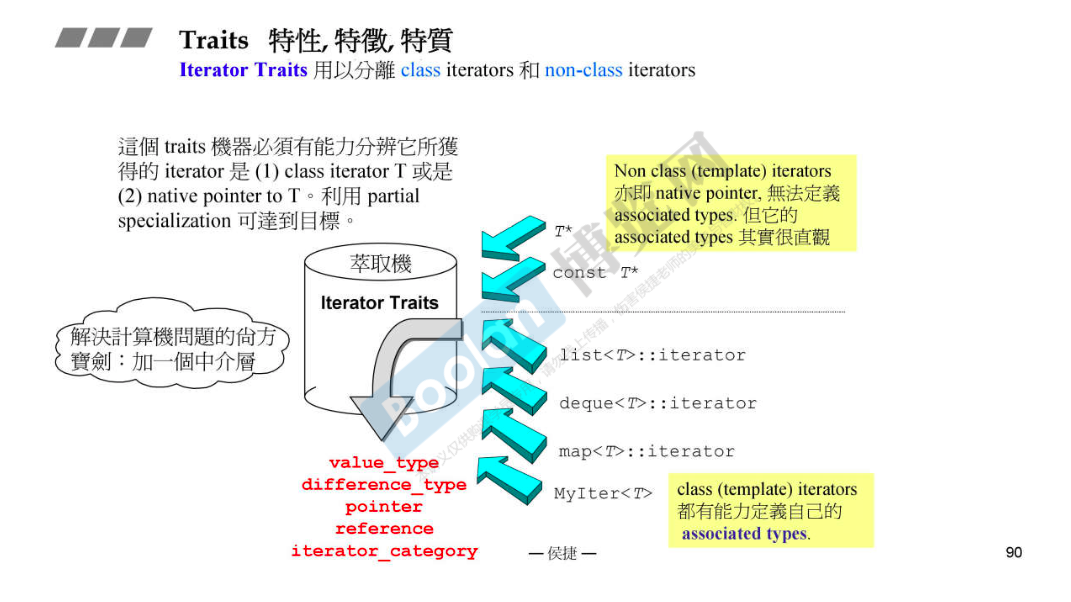 Traits 特性, 特徵, 特質
Iterator Traits 用以分離 class iterators 和 non-class iterators
這個 traits 機器必須有能力分辨它所獲
得的 iterator 是 (1) class iterator T 或是
(2) native pointer to T。利用 partial
specialization 可達到目標。
Non class (template) iterators
亦即 native pointer, 無法定義
associated types. 但它的
associated types 其實很直觀
T*
const T*
萃取機
Iterator Traits
解決計算機問題的尚方
寶劍：加一個中介層
list<T>::iterator
deque<T>::iterator
map<T>::iterator
MyIter<T>
class (template) iterators
都有能力定義自己的
associated types.
value_type
difference_type
pointer
reference
iterator_category
— 侯捷 —
90
Boolan
博览网